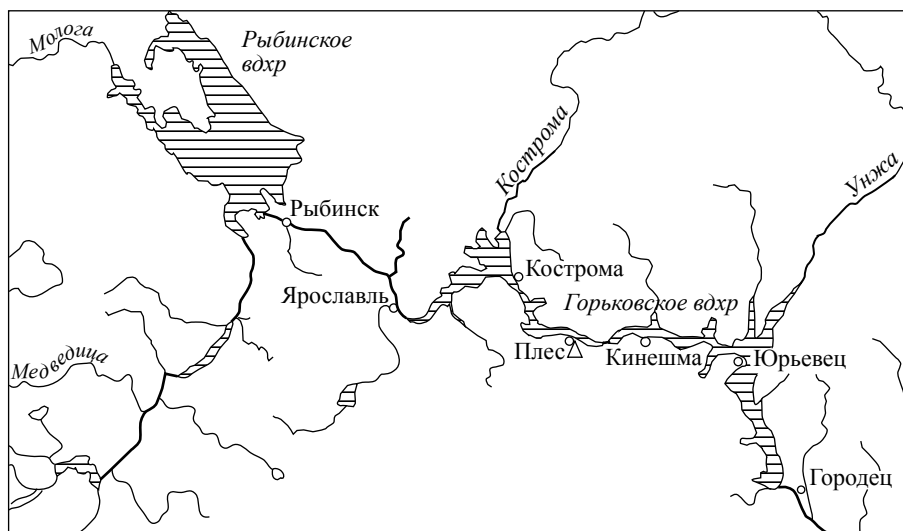 Молога
Рыбинское
вдхр
Кострома
Унжа
Рыбинск
Кострома
Ярославль
Горьковское вдхр
Плес
Кинешма
Юрьевец
Медведица
Городец